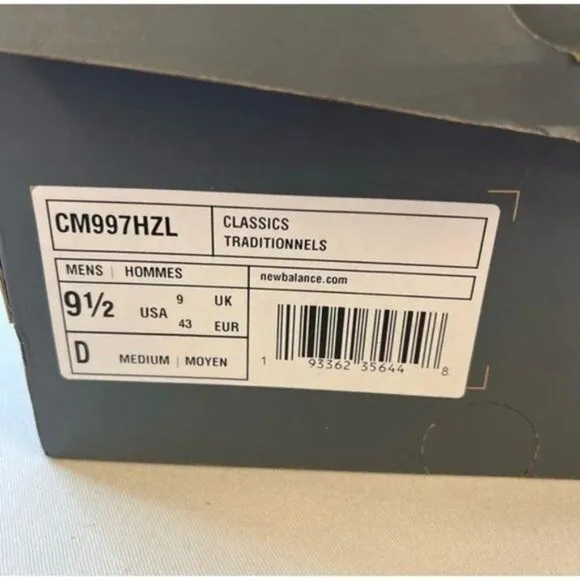 CM997HZL
CLASSICS
TRADITIONNELS
MENS | HOMMES
newbalance.com
9½ USA 9 UK
43 EUR
D MEDIUM | MOYEN
1 93362 35644 8